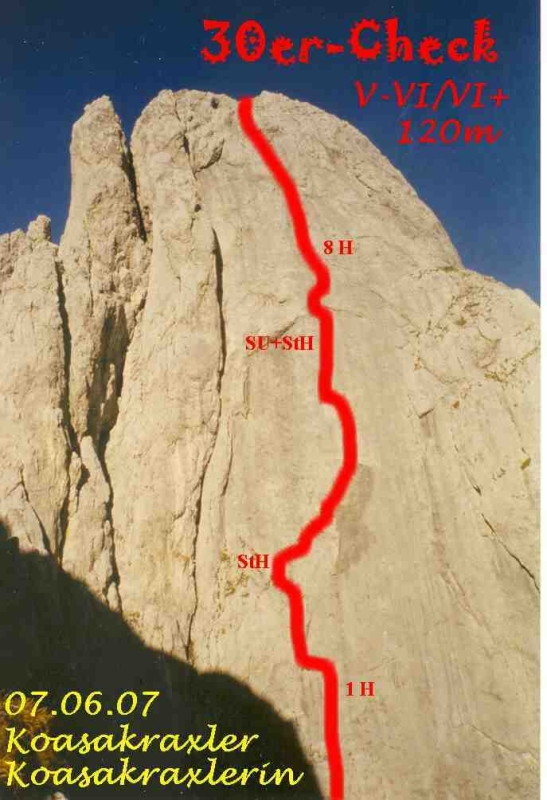 30er-Check
V-VI/VI+
120m
8 H
SU+StH
StH
1 H
07.06.07
Koasakraxler
Koasakraxlerin